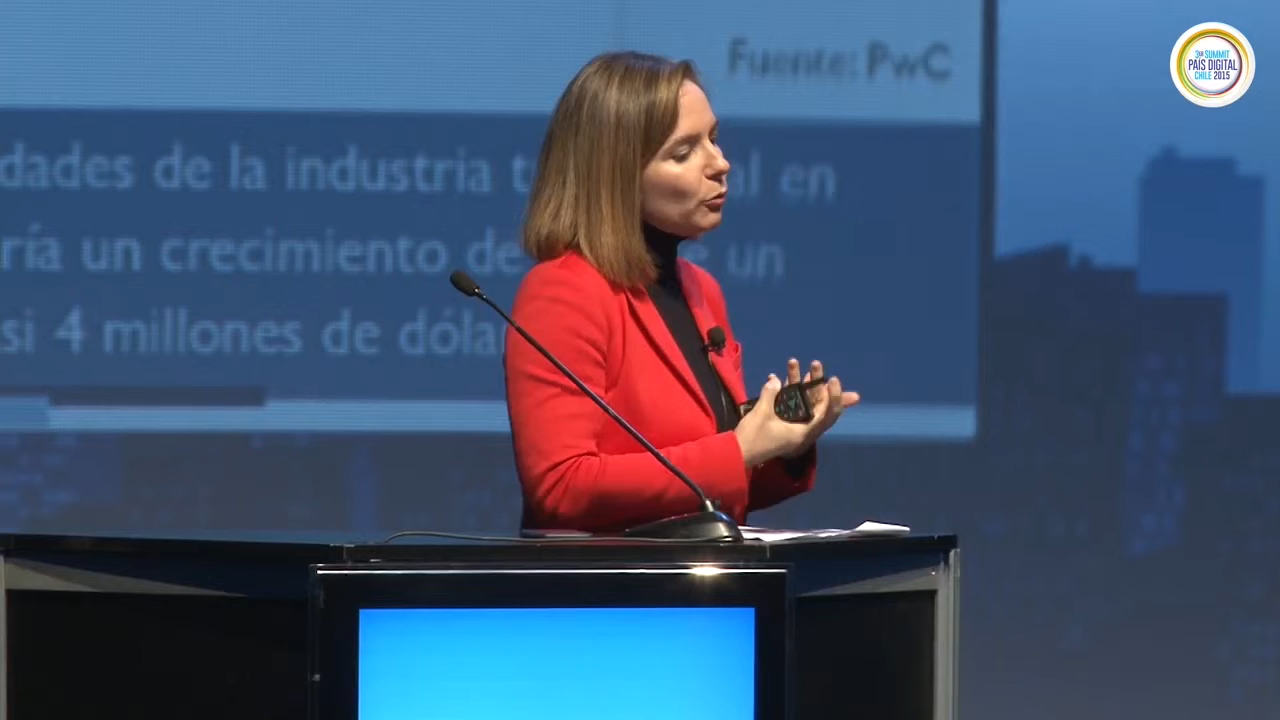 Fuente: PwC
3ER SUMMIT
PAÍS DIGITAL
CHILE 2015
dades de la industria t al en
ría un crecimiento de un
si 4 millones de dóla